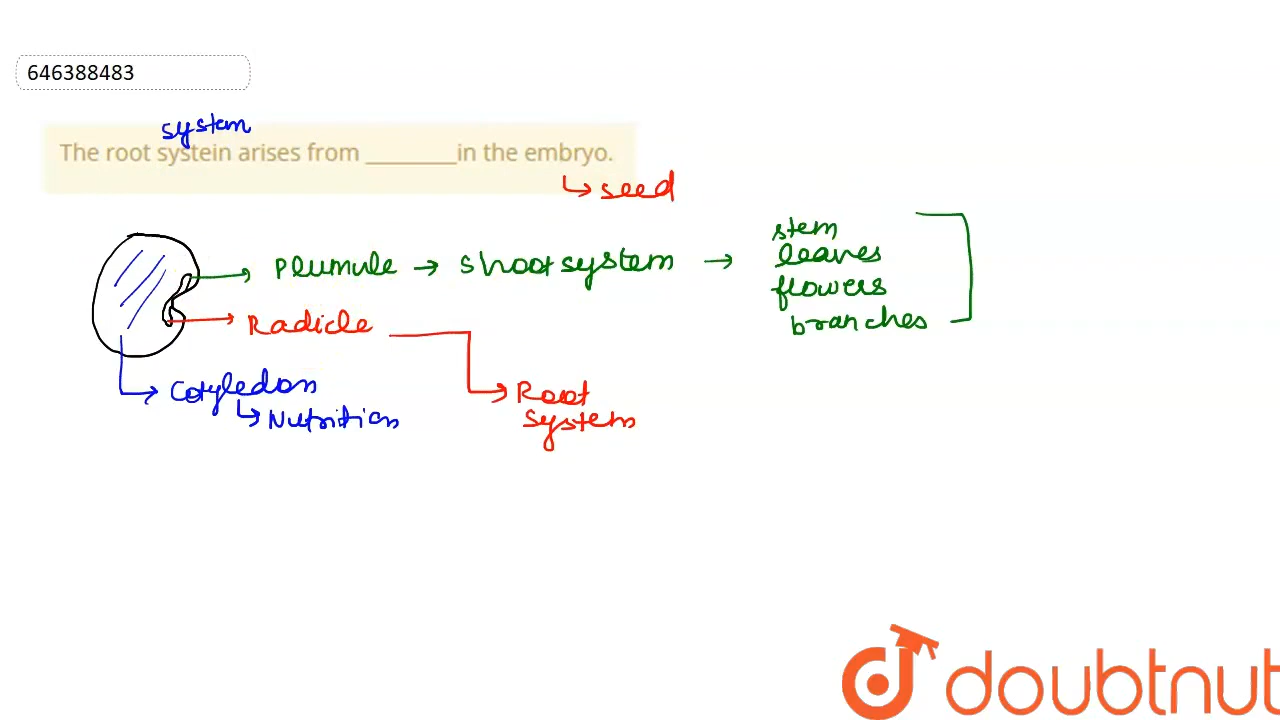 646388483
system
The root systein arises from ________in the embryo.
seed
stem
Plumule → Shoot system → leaves
flowers
Radicle
branches
Cotyledon
Root
Nutrition
System
doubtnut